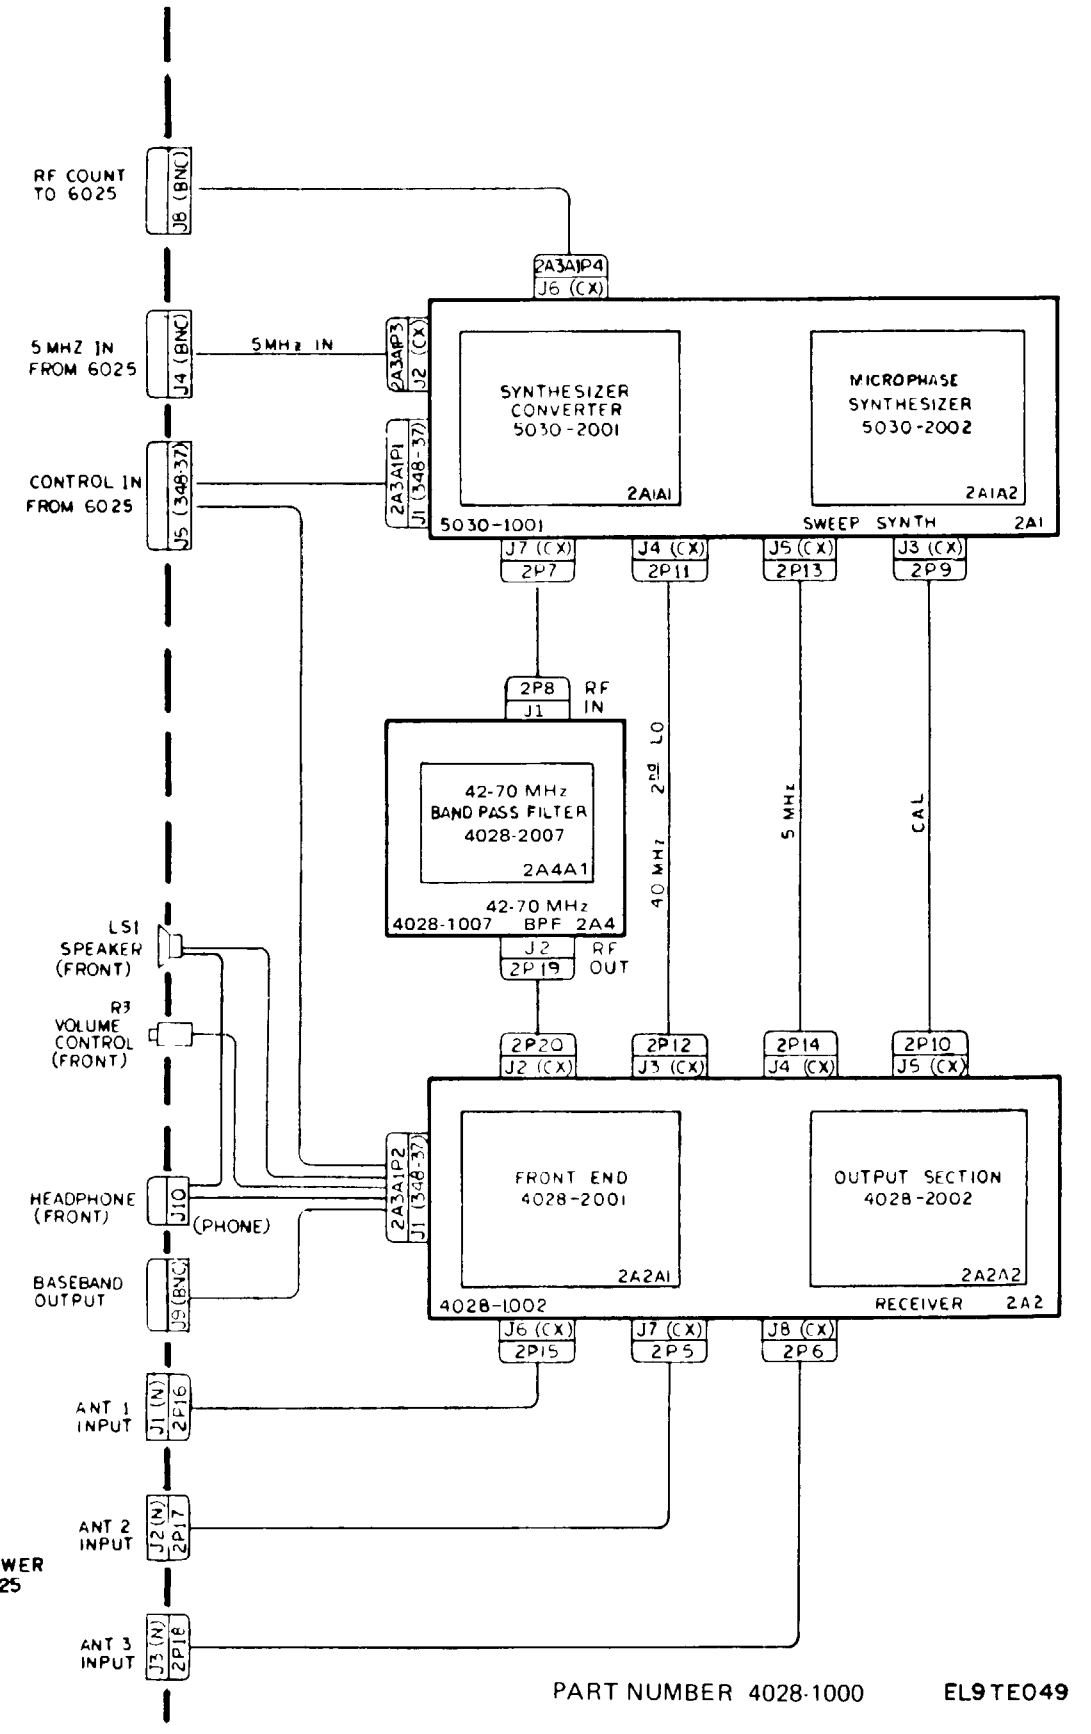 RF COUNT
TO 6025
J8 (BNC)
2A3A1P4
J6 (CX)
5 MHZ IN
FROM 6025
J4 (BNC)
5MHz IN
2A3A1P3
J2 (CX)
CONTROL IN
FROM 6025
J5 (348-37)
2A3A1P1
J1 (348-37)
SYNTHESIZER
CONVERTER
5030-2001
2A1A1
MICROPHASE
SYNTHESIZER
5030-2002
2A1A2
5030-1001
SWEEP SYNTH
2A1
J7 (CX)
2P7
J4 (CX)
2P11
J5 (CX)
2P13
J3 (CX)
2P9
2P8
J1
RF
IN
42-70 MHz
BAND PASS FILTER
4028-2007
2A4A1
42-70 MHz
4028-1007 BPF 2A4
J2
2P19
RF
OUT
40 MHz 2nd LO
5 MHz
CAL
LS1
SPEAKER
(FRONT)
R3
VOLUME
CONTROL
(FRONT)
2P20
J2 (CX)
2P12
J3 (CX)
2P14
J4 (CX)
2P10
J5 (CX)
2A3A1P2
J1 (348-37)
FRONT END
4028-2001
2A2A1
OUTPUT SECTION
4028-2002
2A2A2
4028-1002
RECEIVER
2A2
HEADPHONE
(FRONT)
J10
(PHONE)
BASEBAND
OUTPUT
J9 (BNC)
J6 (CX)
2P15
J7 (CX)
2P5
J8 (CX)
2P6
ANT 1
INPUT
J1 (N)
2P16
ANT 2
INPUT
J2 (N)
2P17
WER
25
ANT 3
INPUT
J3 (N)
2P18
PART NUMBER 4028-1000
EL9TE049